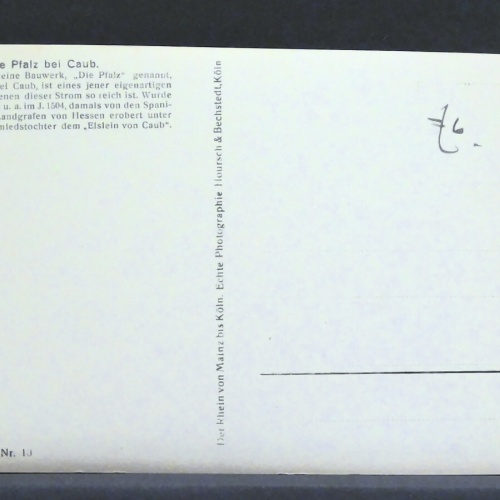 e Pfalz bei Caub.
eine Bauwerk, „Die Pfalz“ genannt,
el Caub, ist eines jener eigenartigen
enen dieser Strom so reich ist. Wurde
u. a. im J. 1504, damals von den Spani-
andgrafen von Hessen erobert unter
miedstochter dem „Elslein von Caub“.
Der Rhein von Mainz bis Köln. Echte Photographie Hoursch & Bechstedt, Köln
Nr. 10